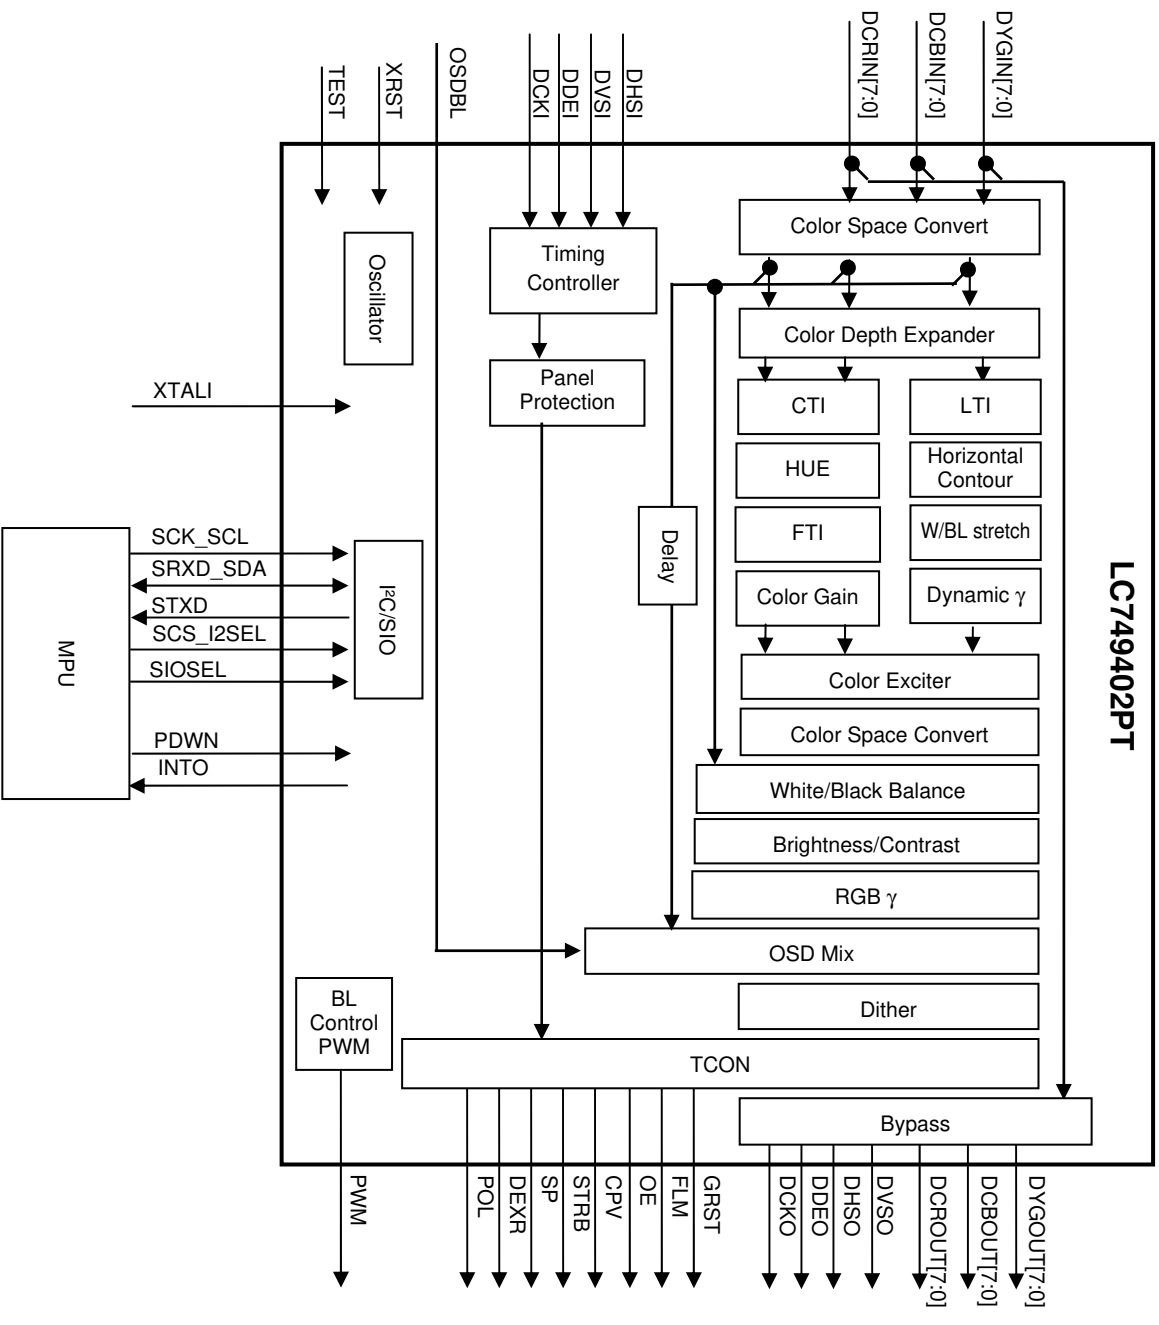 DCRIN[7:0]
DCBIN[7:0]
DYGIN[7:0]
TEST
XRST
OSDBL
DCKI
DDEI
DVSI
DHSI
Color Space Convert
Timing
Controller
Oscillator
Color Depth Expander
Panel
Protection
XTALI
CTI
LTI
HUE
Horizontal
Contour
FTI
W/BL stretch
Delay
Color Gain
Dynamic γ
LC749402PT
SCK_SCL
SRXD_SDA
STXD
SCS_I2SEL
SIOSEL
I²C/SIO
MPU
PDWN
INTO
Color Exciter
Color Space Convert
White/Black Balance
Brightness/Contrast
RGB γ
OSD Mix
BL
Control
PWM
Dither
TCON
Bypass
PWM
POL
DEXR
SP
STRB
CPV
OE
FLM
GRST
DCKO
DDEO
DHSO
DVSO
DCROUT[7:0]
DCBOUT[7:0]
DYGOUT[7:0]